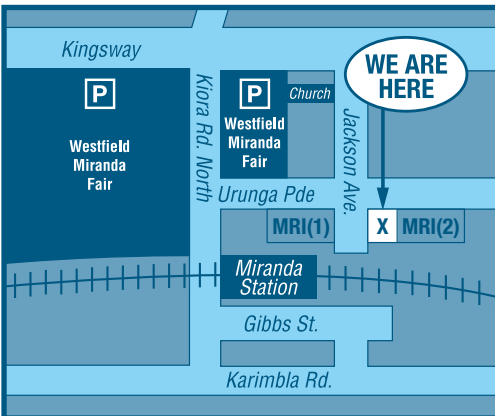 Kingsway
WE ARE
HERE
P
Westfield
Miranda
Fair
Kiora Rd. North
P
Westfield
Miranda
Fair
Church
Jackson Ave.
Urunga Pde
MRI(1)
X
MRI(2)
Miranda
Station
Gibbs St.
Karimbla Rd.